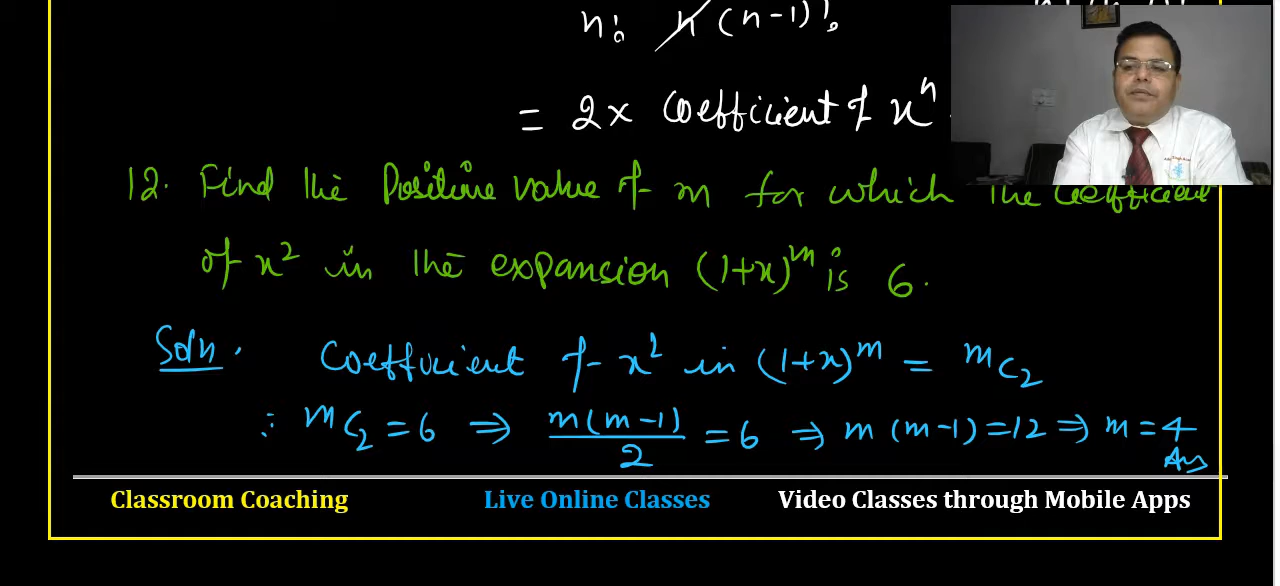 n! n (n-1)!
= 2x Coefficient of x^n
12. Find the Positive value of m for which the Coefficient
of x^2 in the expansion (1+x)^m is 6.
Soln. Coefficient of x^2 in (1+x)^m = mC2
∴ mC2 = 6 ⇒ m(m-1)/2 = 6 ⇒ m(m-1) = 12 ⇒ m = 4
Ans
Classroom Coaching Live Online Classes Video Classes through Mobile Apps